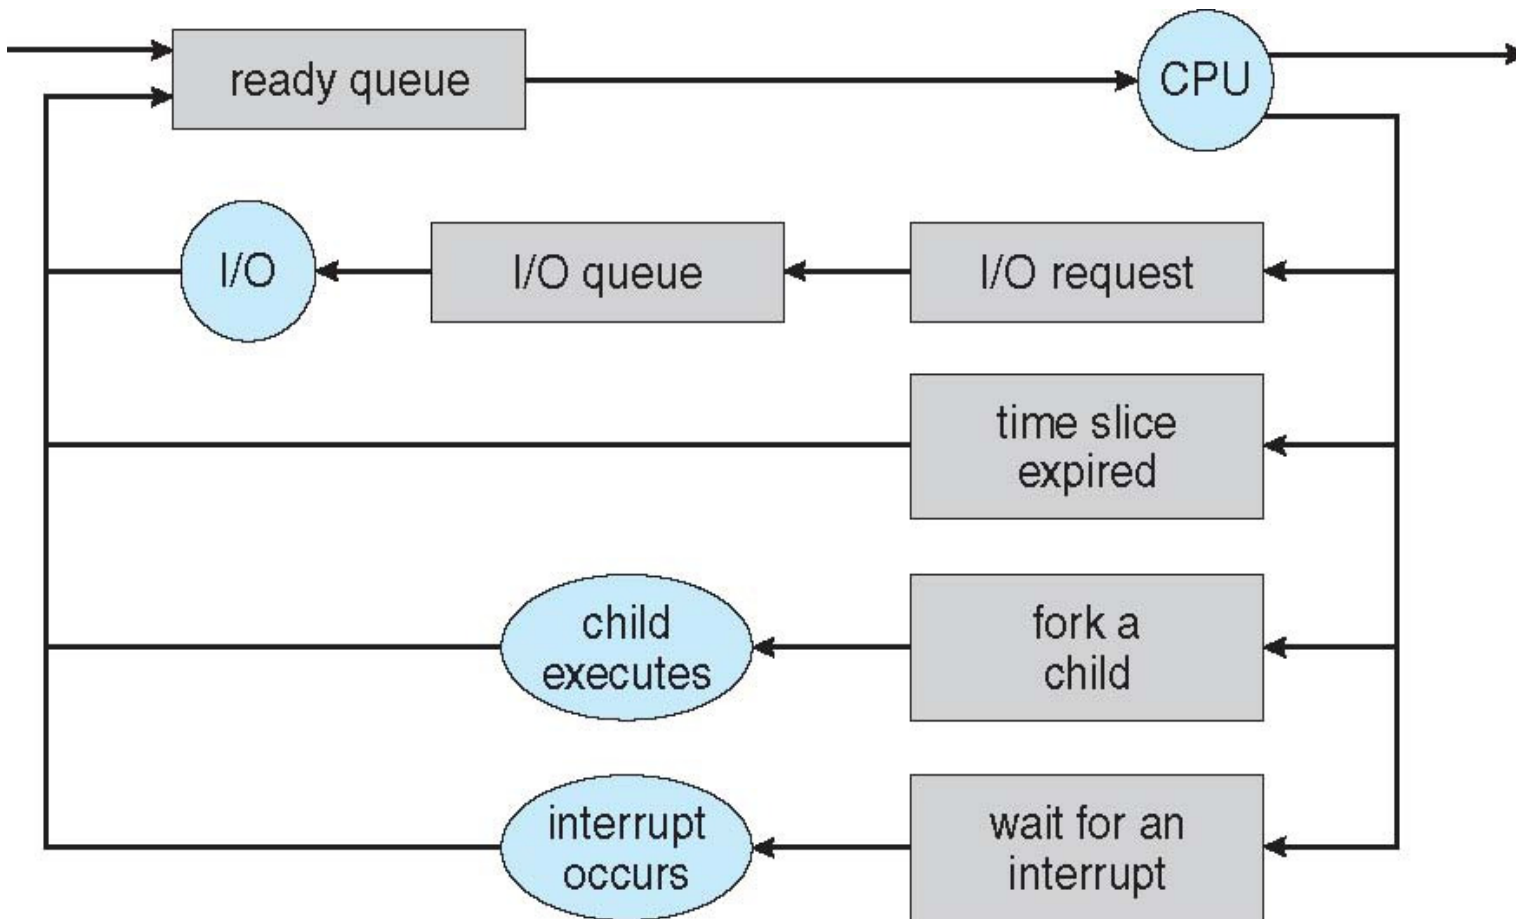 ready queue
CPU
I/O
I/O queue
I/O request
time slice
expired
child
executes
fork a
child
interrupt
occurs
wait for an
interrupt